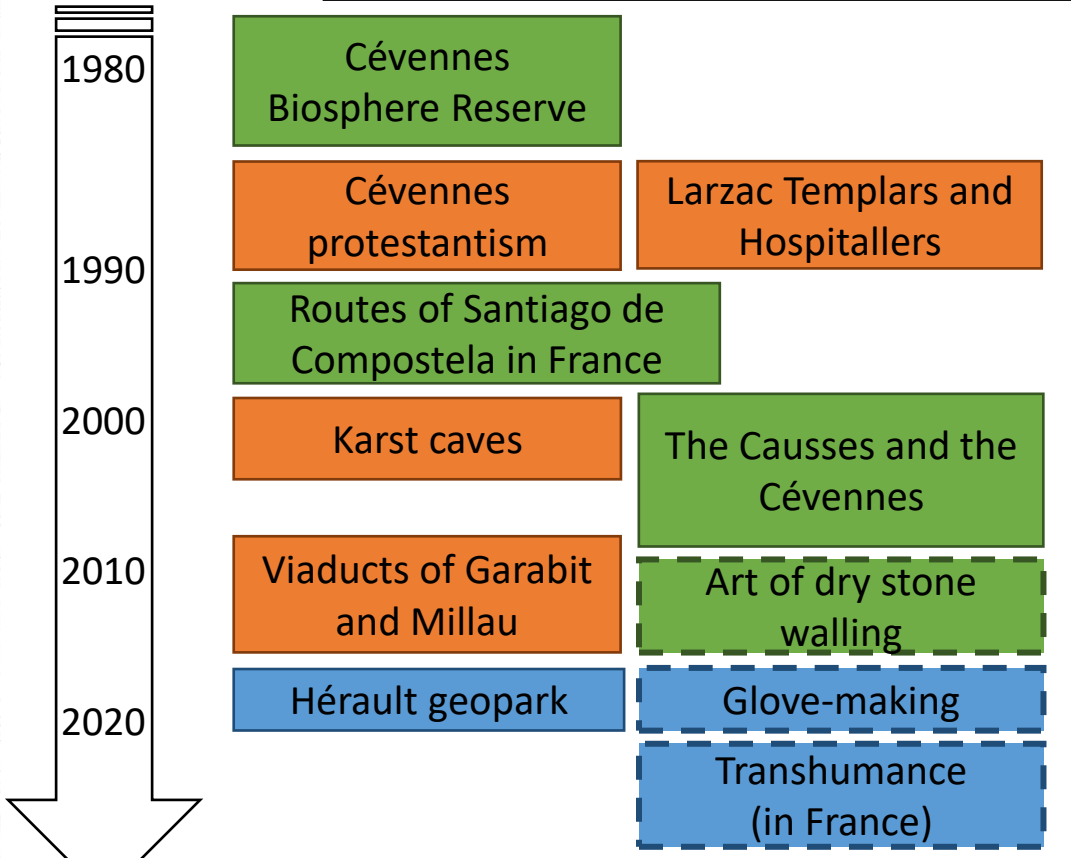 1980
Cévennes
Biosphere Reserve
Cévennes
protestantism
Larzac Templars and
Hospitallers
1990
Routes of Santiago de
Compostela in France
2000
Karst caves
The Causses and the
Cévennes
2010
Viaducts of Garabit
and Millau
Art of dry stone
walling
Hérault geopark
Glove-making
2020
Transhumance
(in France)